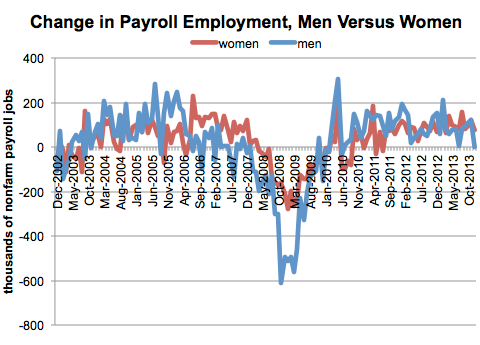 Change in Payroll Employment, Men Versus Women
women
men
thousands of nonfarm payroll jobs
400
200
0
-200
-400
-600
-800
Dec-2002
May-2003
Oct-2003
Mar-2004
Aug-2004
Jan-2005
Jun-2005
Nov-2005
Apr-2006
Sep-2006
Feb-2007
Jul-2007
Dec-2007
May-2008
Oct-2008
Mar-2009
Aug-2009
Jan-2010
Jun-2010
Nov-2010
Apr-2011
Sep-2011
Feb-2012
Jul-2012
Dec-2012
May-2013
Oct-2013